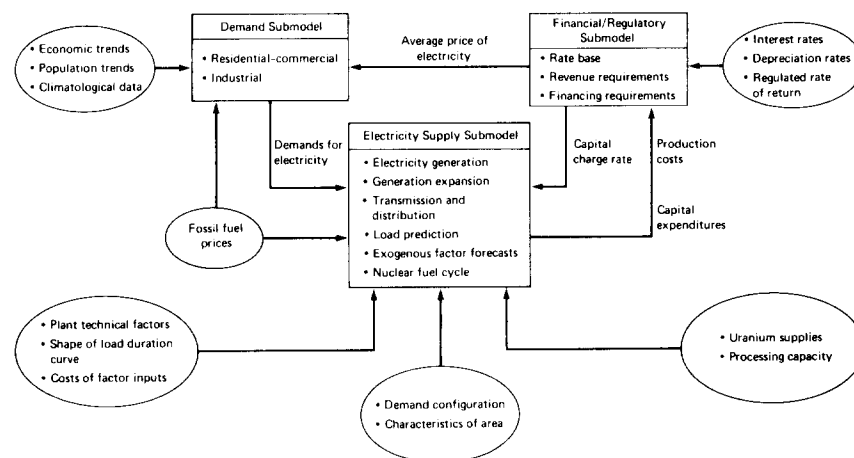 Demand Submodel
• Residential-commercial
• Industrial
Financial/Regulatory
Submodel
• Rate base
• Revenue requirements
• Financing requirements
• Economic trends
• Population trends
• Climatological data
Average price of
electricity
• Interest rates
• Depreciation rates
• Regulated rate
of return
Demands for
electricity
Electricity Supply Submodel
• Electricity generation
• Generation expansion
• Transmission and
distribution
• Load prediction
• Exogenous factor forecasts
• Nuclear fuel cycle
Capital
charge rate
Production
costs
Capital
expenditures
Fossil fuel
prices
• Plant technical factors
• Shape of load duration
curve
• Costs of factor inputs
• Demand configuration
• Characteristics of area
• Uranium supplies
• Processing capacity